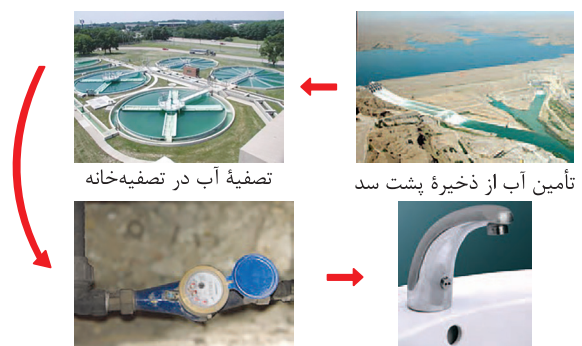 تأمین آب از ذخیرهٔ پشت سد
تصفیهٔ آب در تصفیه‌خانه